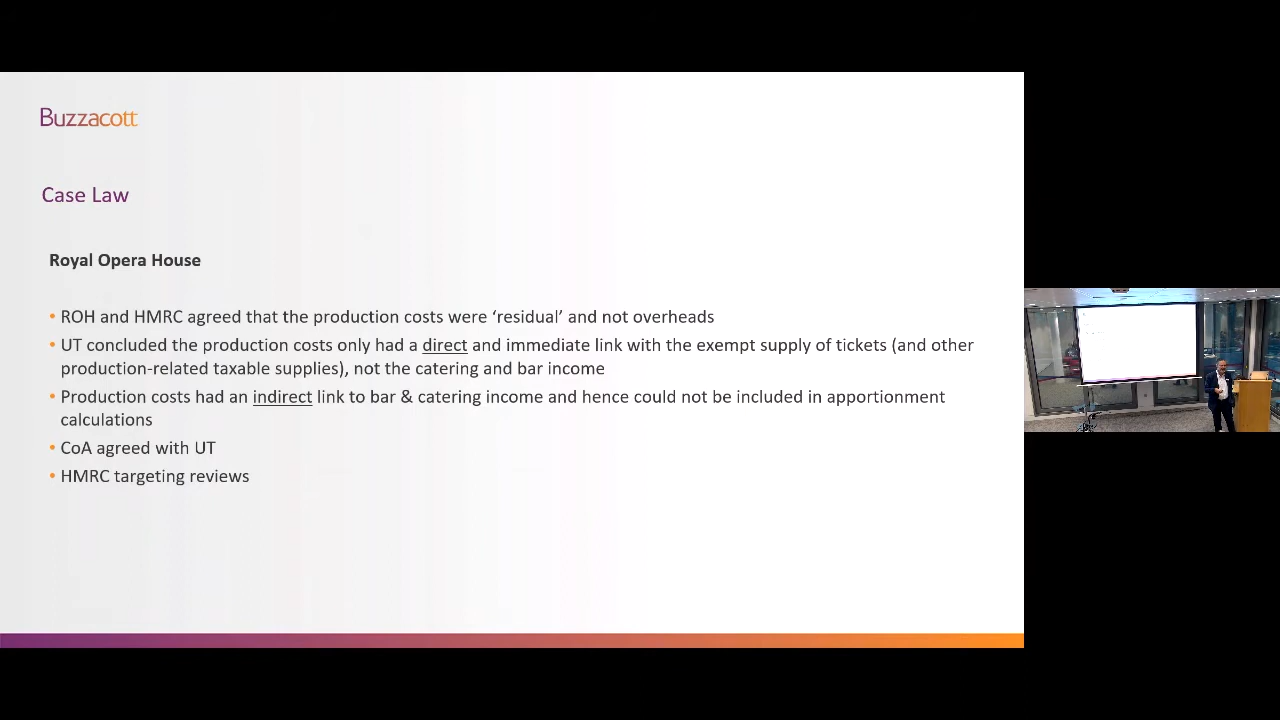 Buzzacott
Case Law
Royal Opera House
• ROH and HMRC agreed that the production costs were ‘residual’ and not overheads
• UT concluded the production costs only had a direct and immediate link with the exempt supply of tickets (and other
production-related taxable supplies), not the catering and bar income
• Production costs had an indirect link to bar & catering income and hence could not be included in apportionment
calculations
• CoA agreed with UT
• HMRC targeting reviews